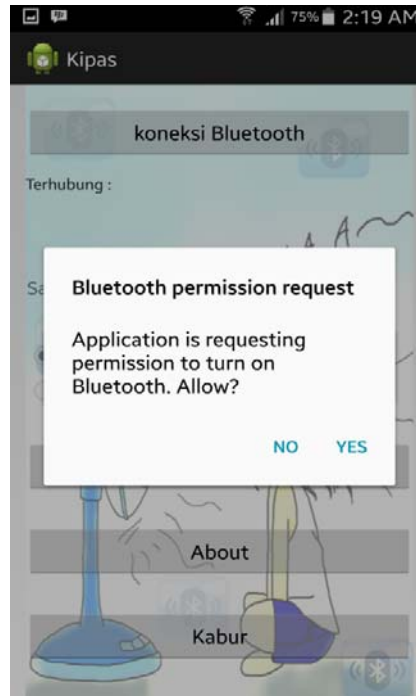 75% 2:19 AM
Kipas
koneksi Bluetooth
Terhubung :
A A
Sa
Bluetooth permission request
Application is requesting
permission to turn on
Bluetooth. Allow?
NO YES
About
Kabur